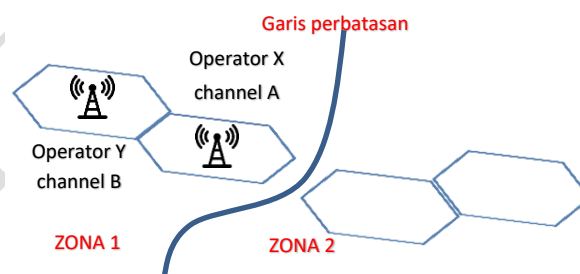 Garis perbatasan
Operator X
channel A
Operator Y
channel B
ZONA 1
ZONA 2